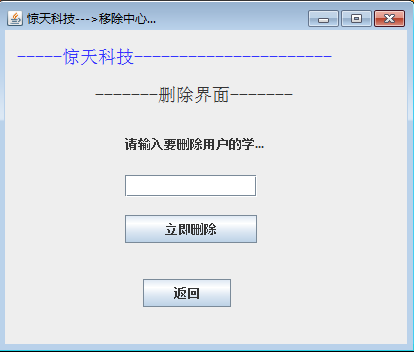 惊天科技--->移除中心...
-----惊天科技----------------------
-------删除界面-------
请输入要删除用户的学...
立即删除
返回